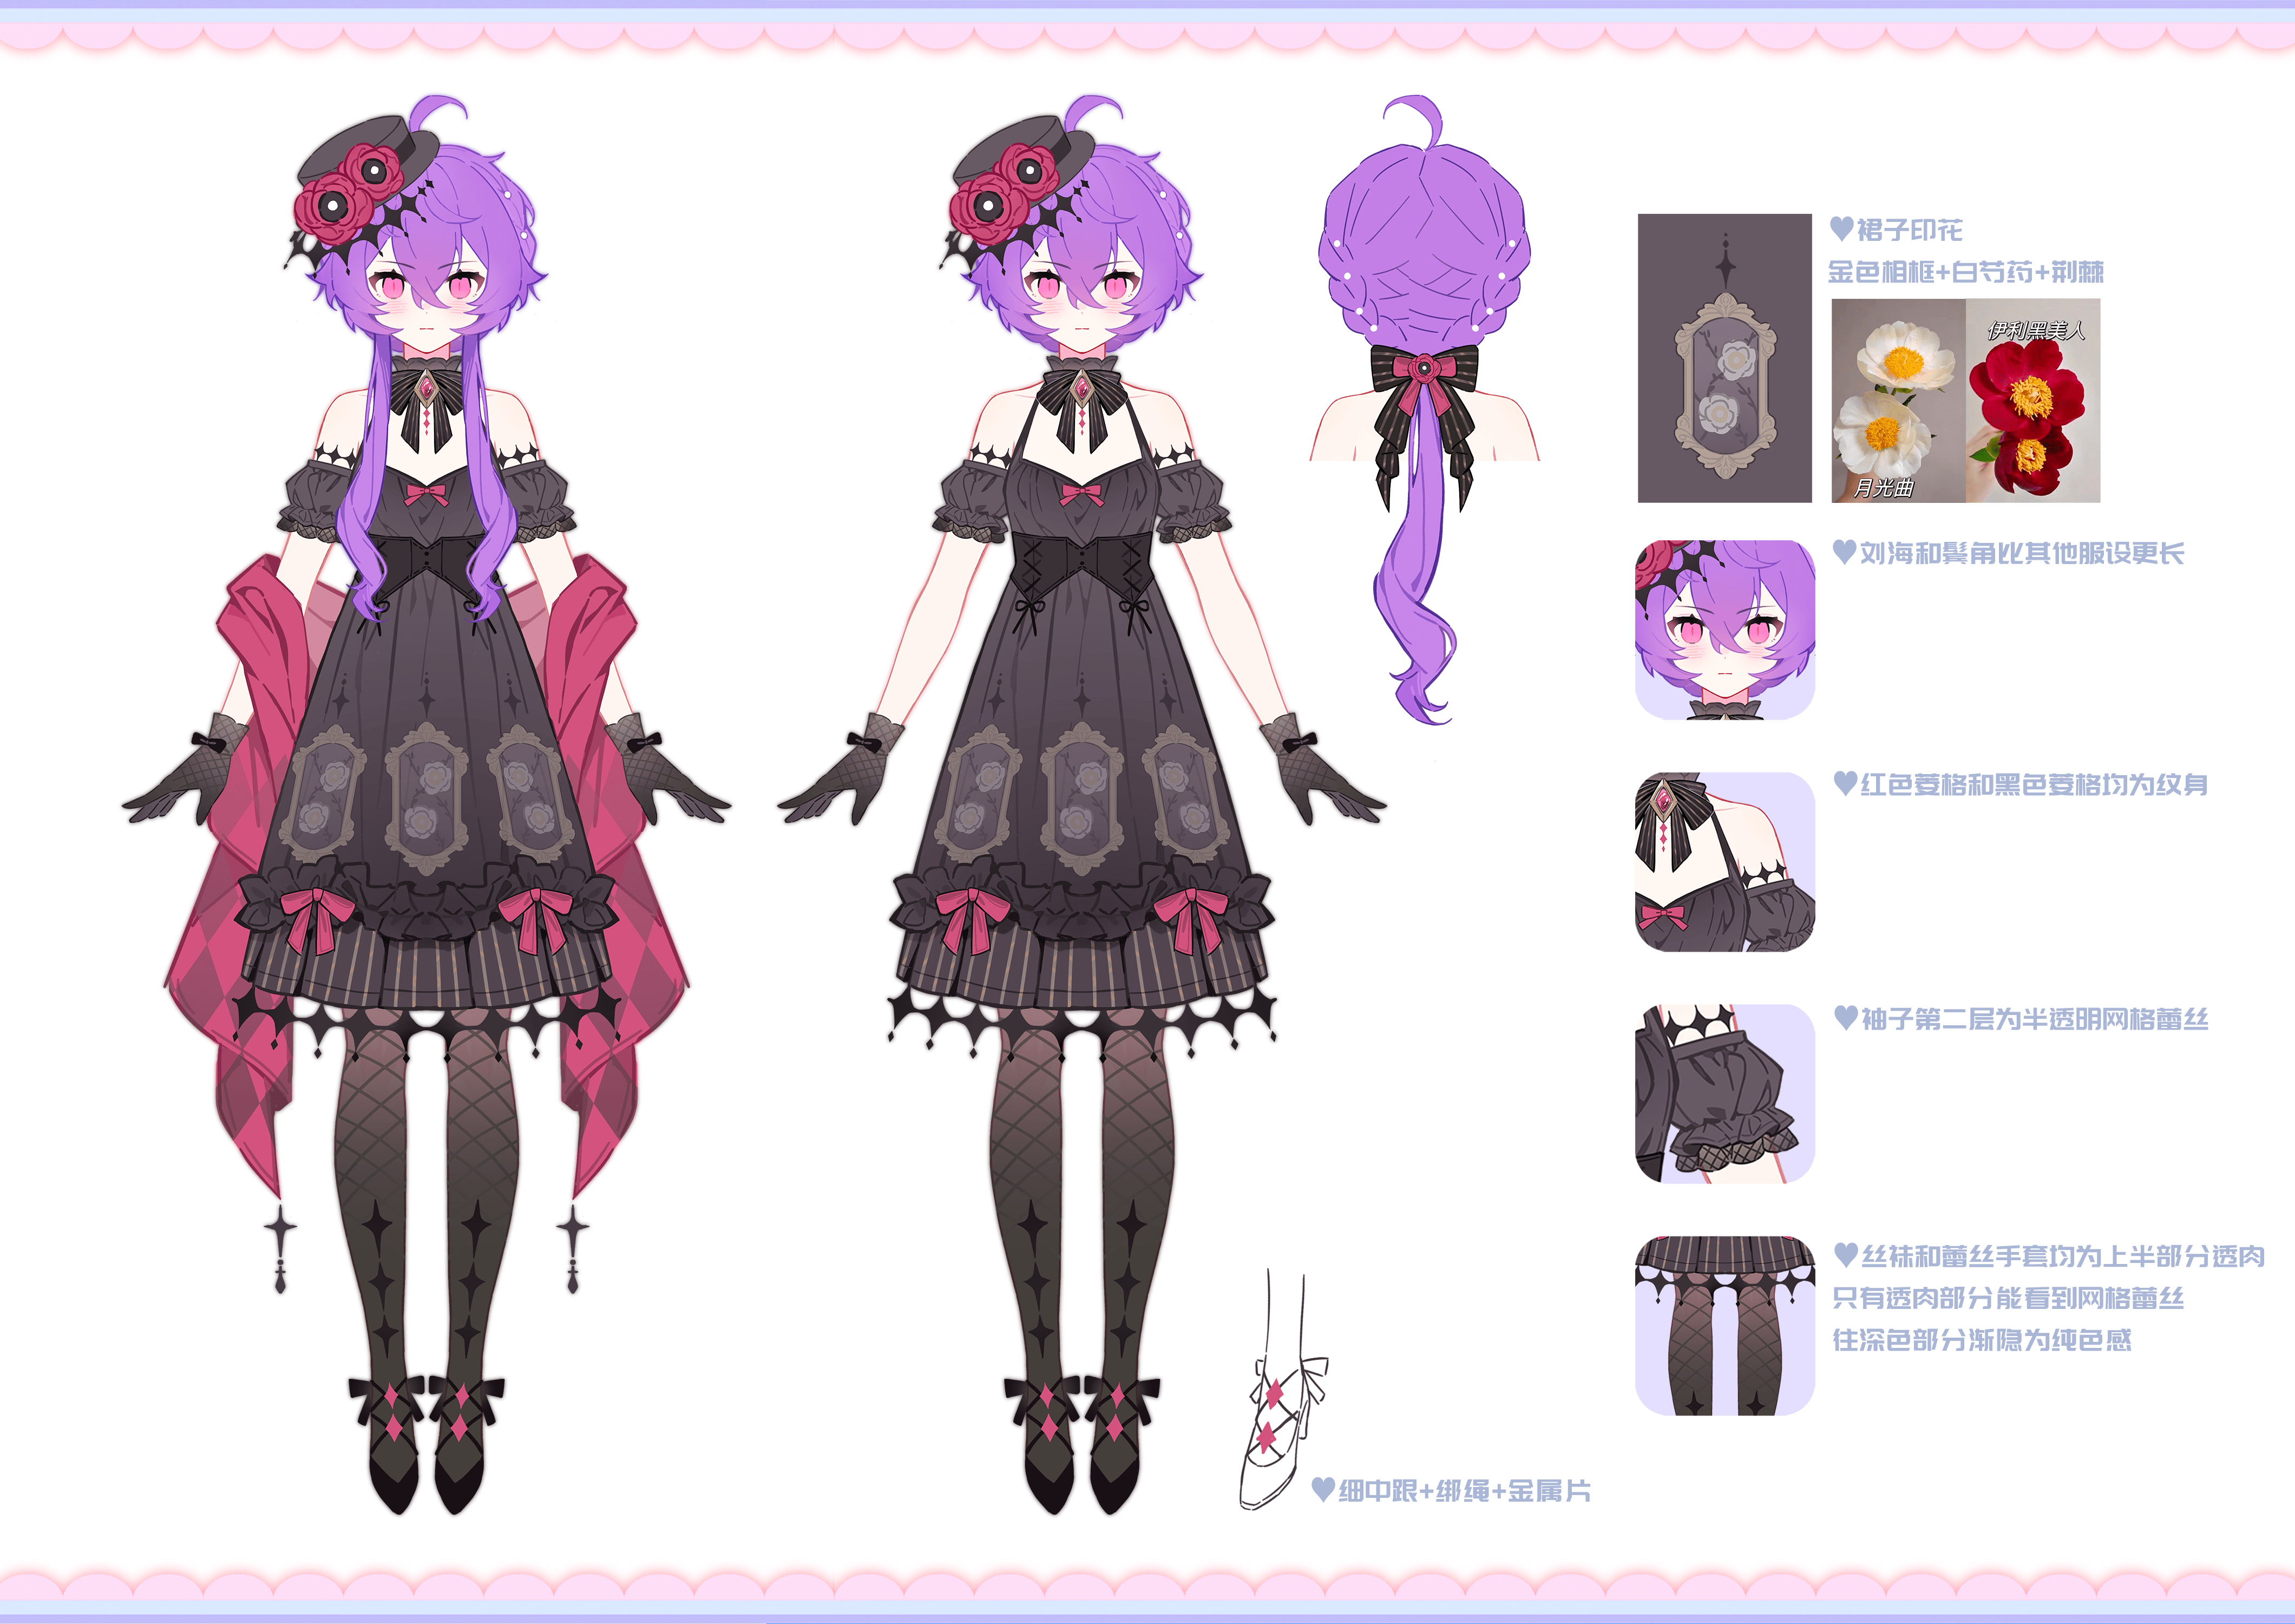 ♥裙子印花
金色相框+白芍药+荆棘
伊利黑美人
月光曲
♥刘海和鬓角比其他服设更长
♥红色菱格和黑色菱格均为纹身
♥袖子第二层为半透明网格蕾丝
♥丝袜和蕾丝手套均为上半部分透肉
只有透肉部分能看到网格蕾丝
往深色部分渐隐为纯色感
♥细中跟+绑绳+金属片